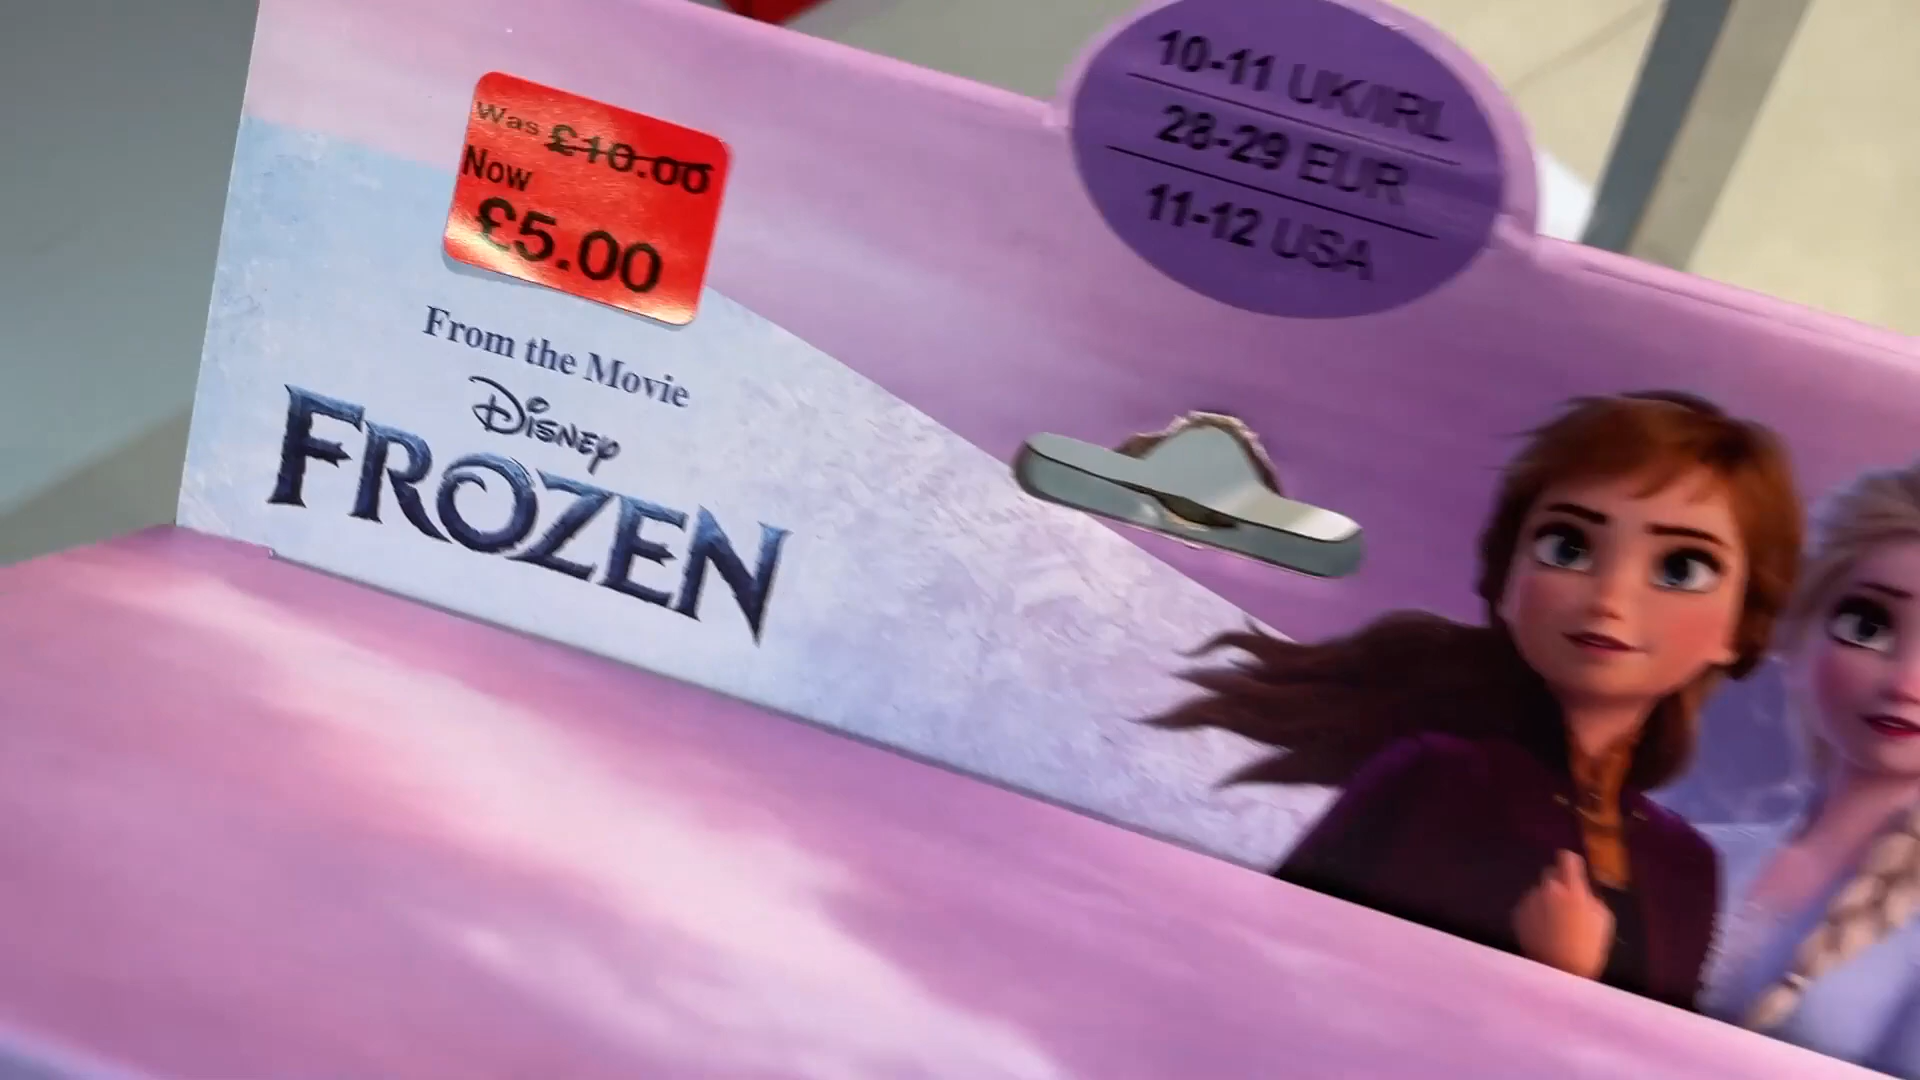 Was £10.00
Now
£5.00
From the Movie
Disney
FROZEN
10-11 UK/IRL
28-29 EUR
11-12 USA